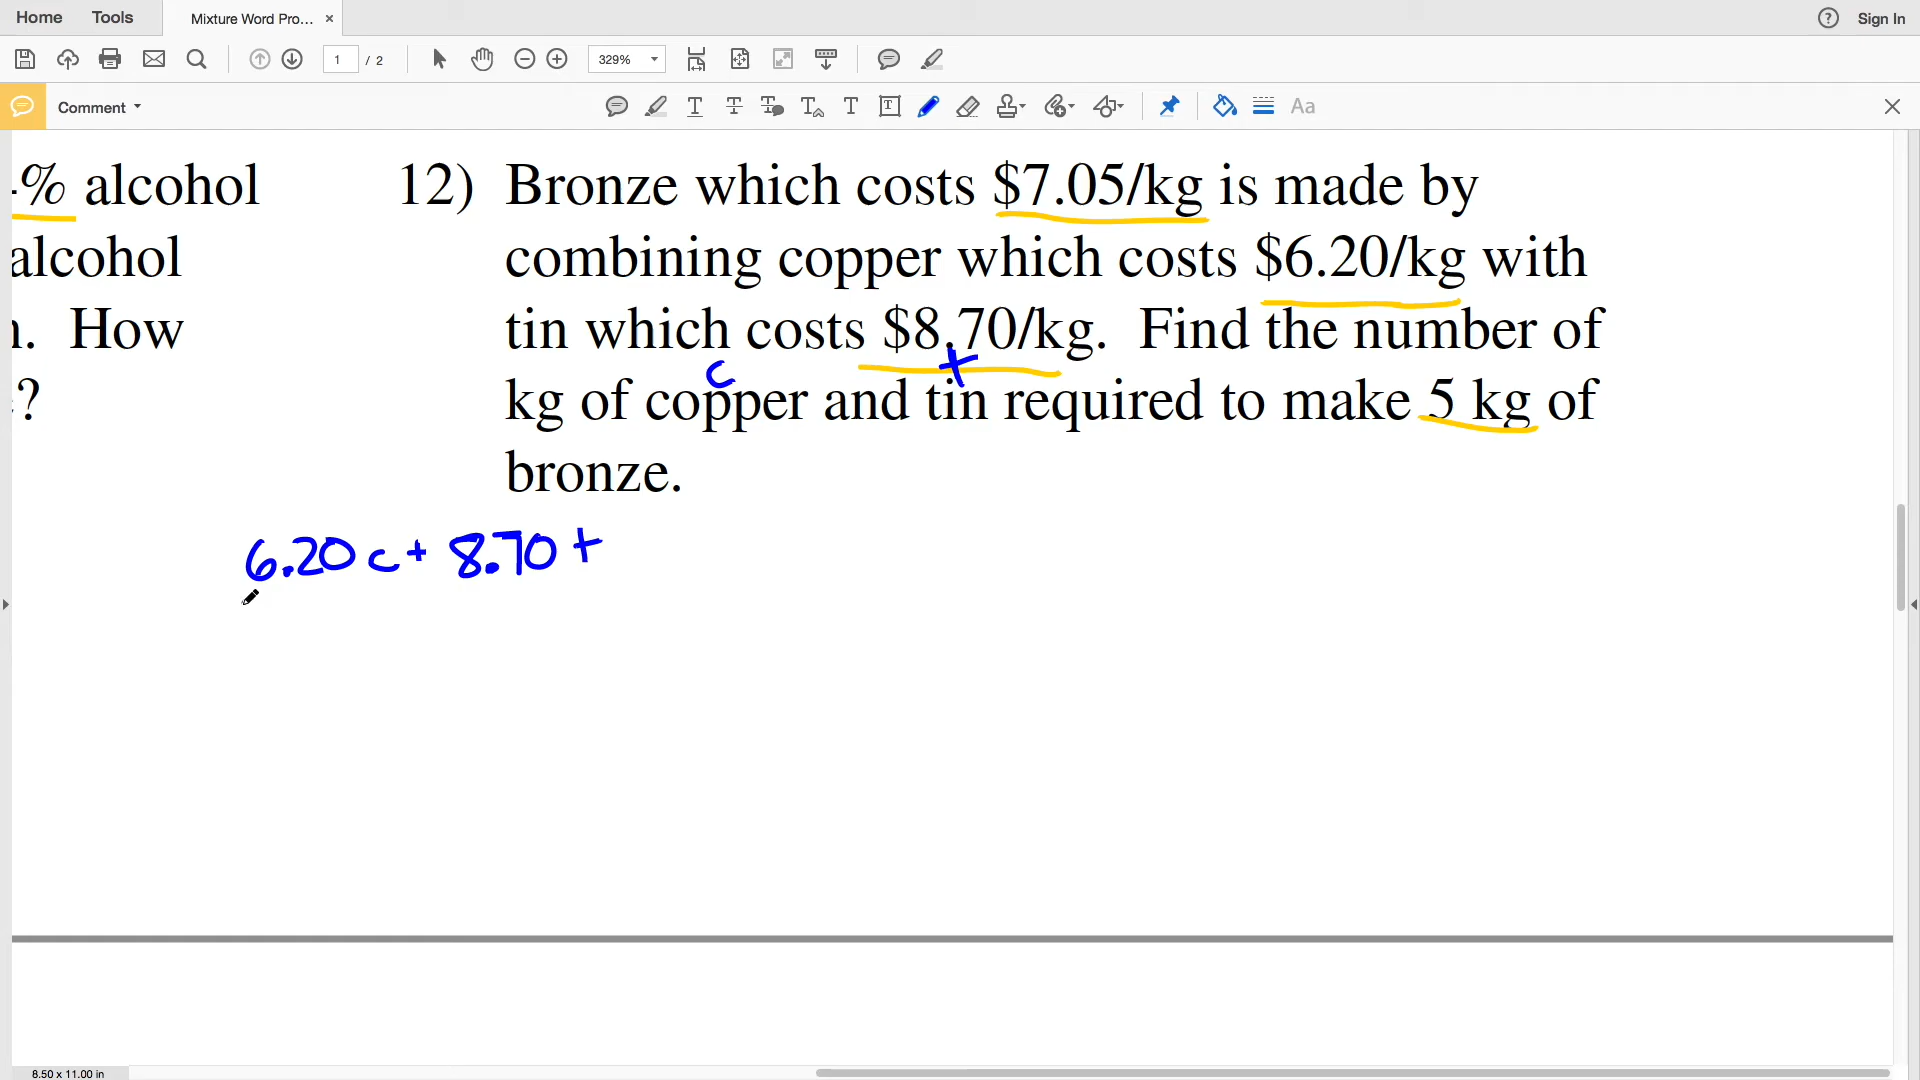 Home Tools Mixture Word Pro... × ? Sign In
1 / 2 329%
Comment T T T T T T Aa
-% alcohol
alcohol
How
?
12) Bronze which costs $7.05/kg is made by
combining copper which costs $6.20/kg with
tin which costs $8.70/kg. Find the number of
c t
kg of copper and tin required to make 5 kg of
bronze.
6.20 c + 8.70 t
8.50 x 11.00 in